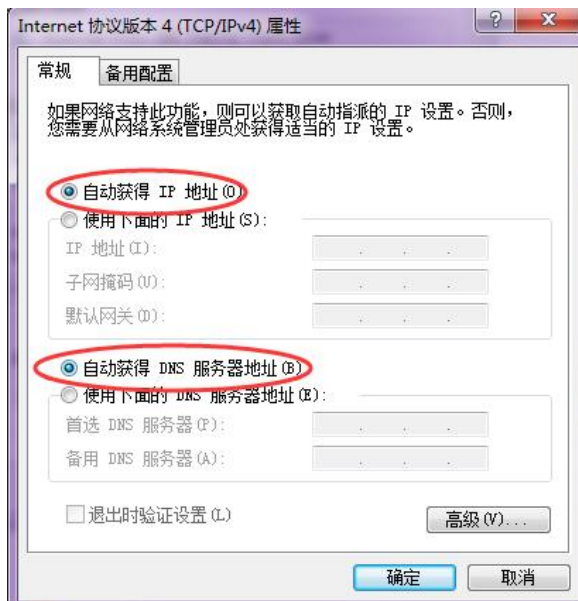 Internet 协议版本 4 (TCP/IPv4) 属性
常规
备用配置
如果网络支持此功能，则可以获取自动指派的 IP 设置。否则，
您需要从网络系统管理员处获得适当的 IP 设置。
自动获得 IP 地址(O)
使用下面的 IP 地址(S):
IP 地址(I):
子网掩码(U):
默认网关(D):
自动获得 DNS 服务器地址(B)
使用下面的 DNS 服务器地址(E):
首选 DNS 服务器(P):
备用 DNS 服务器(A):
退出时验证设置(L)
高级(V)...
确定
取消